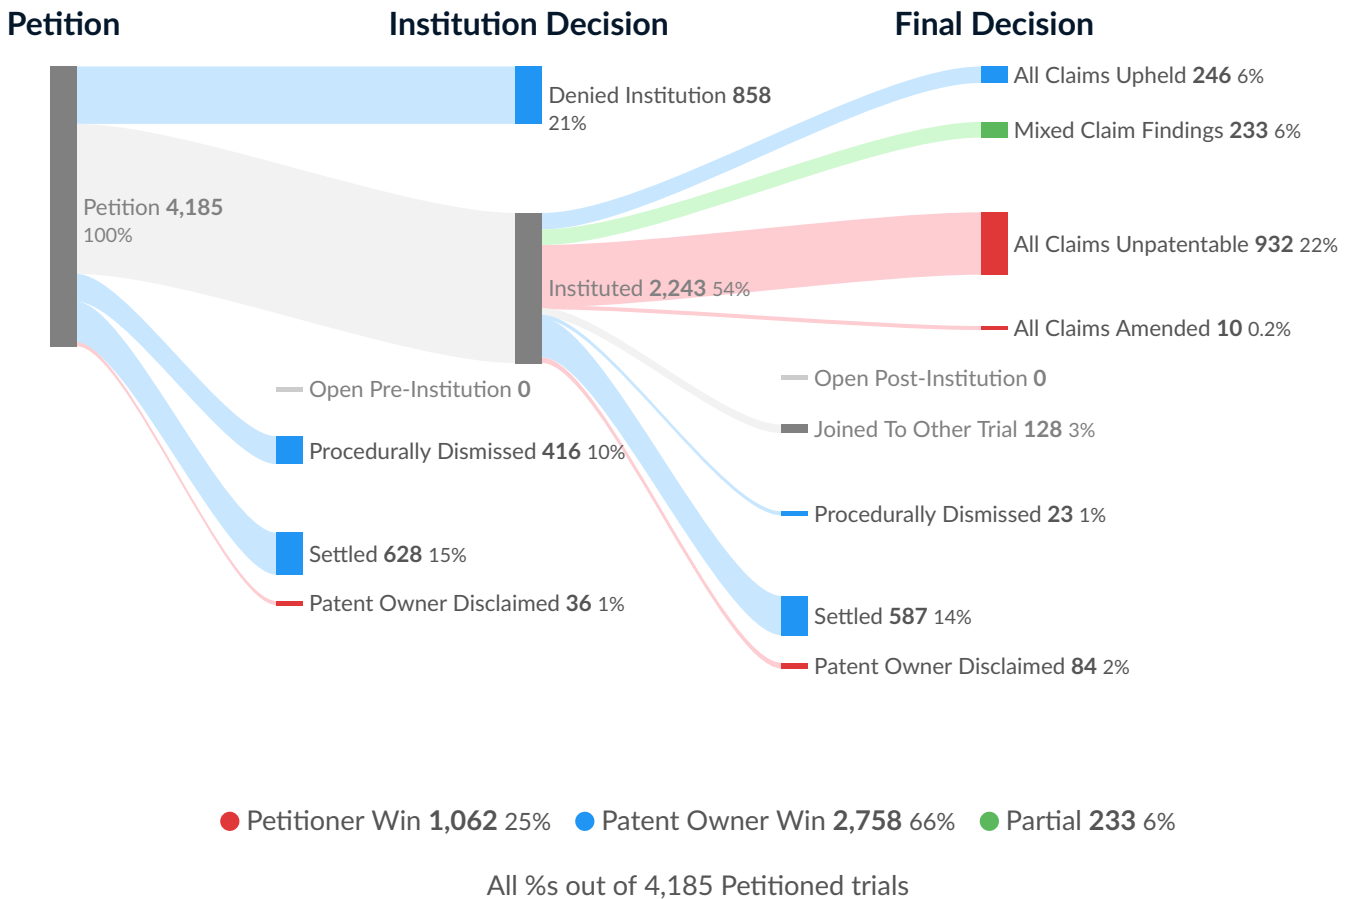 Petition
Institution Decision
Final Decision
Petition 4,185
100%
Denied Institution 858
21%
Instituted 2,243 54%
Open Pre-Institution 0
Procedurally Dismissed 416 10%
Settled 628 15%
Patent Owner Disclaimed 36 1%
All Claims Upheld 246 6%
Mixed Claim Findings 233 6%
All Claims Unpatentable 932 22%
All Claims Amended 10 0.2%
Open Post-Institution 0
Joined To Other Trial 128 3%
Procedurally Dismissed 23 1%
Settled 587 14%
Patent Owner Disclaimed 84 2%
Petitioner Win 1,062 25%
Patent Owner Win 2,758 66%
Partial 233 6%
All %s out of 4,185 Petitioned trials